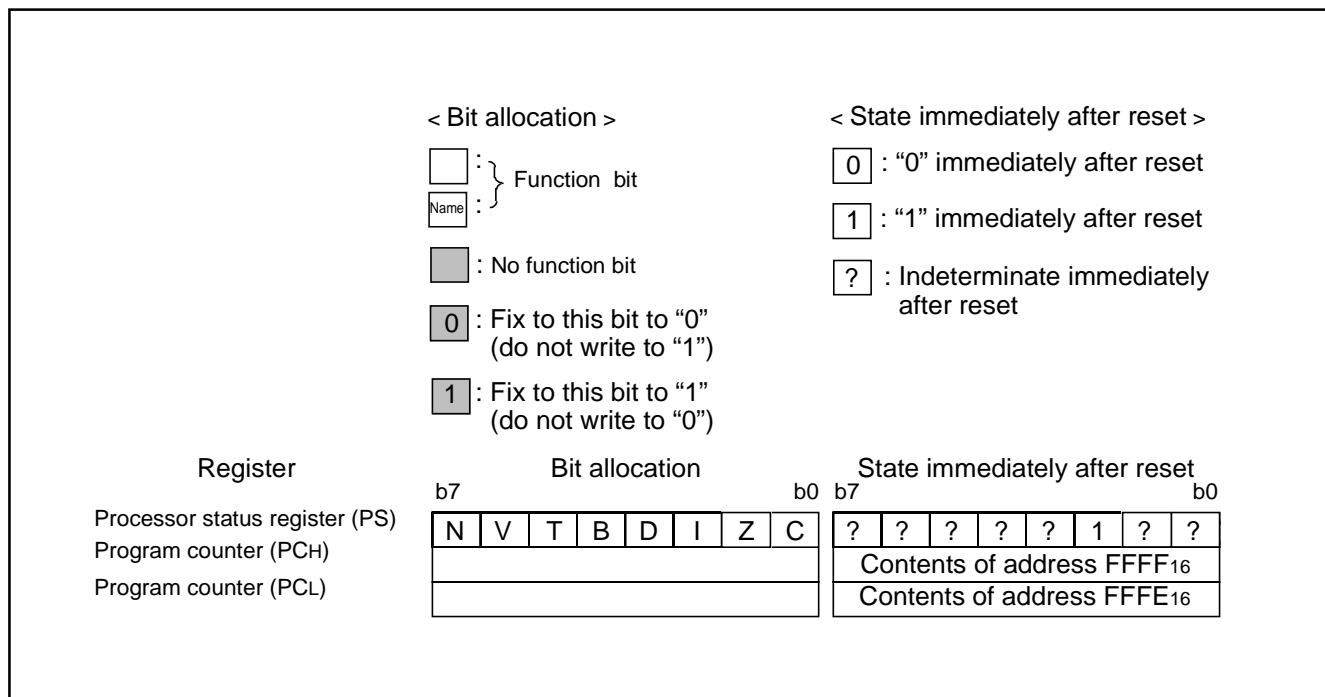 < Bit allocation >
:
Name :
Function bit
: No function bit
0 : Fix to this bit to “0”
(do not write to “1”)
1 : Fix to this bit to “1”
(do not write to “0”)
< State immediately after reset >
0 : “0” immediately after reset
1 : “1” immediately after reset
? : Indeterminate immediately
after reset
Register Bit allocation State immediately after reset
b7 b0 b7 b0
Processor status register (PS) N V T B D I Z C ? ? ? ? ? 1 ? ?
Program counter (PCH) Contents of address FFFF16
Program counter (PCL) Contents of address FFFE16